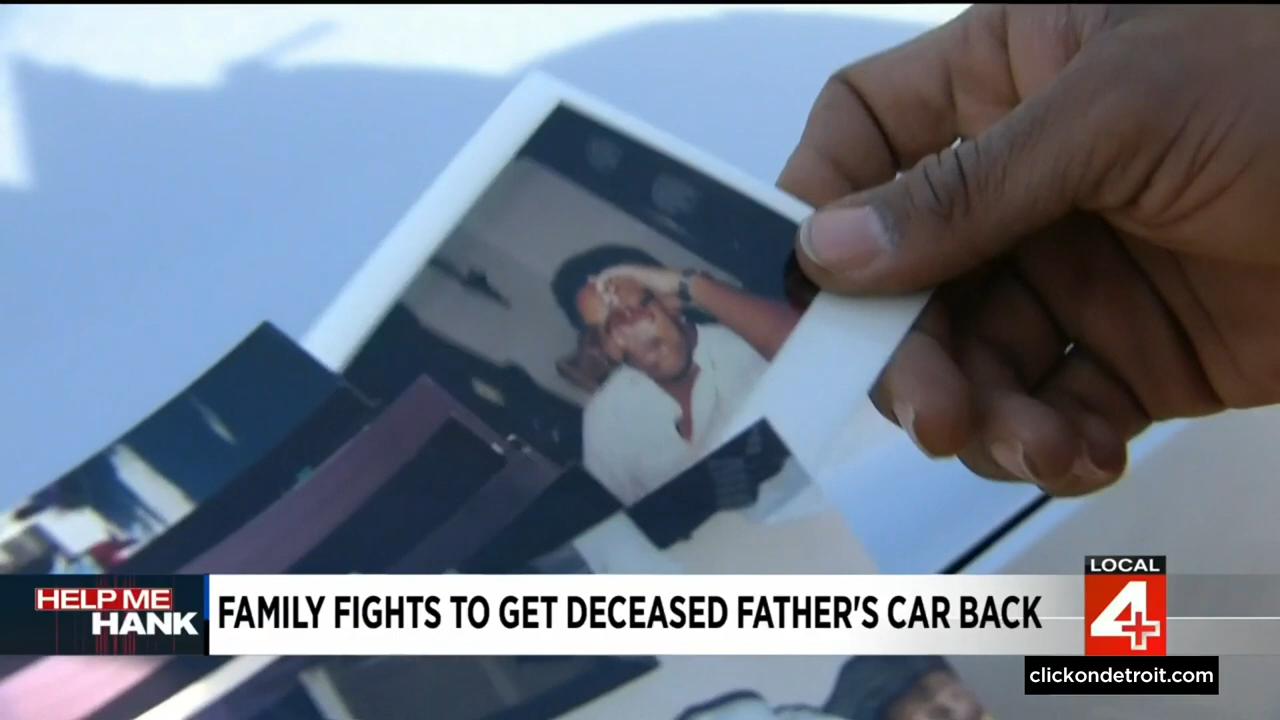 HELP ME
HANK
FAMILY FIGHTS TO GET DECEASED FATHER'S CAR BACK
LOCAL
4+
clickondetroit.com